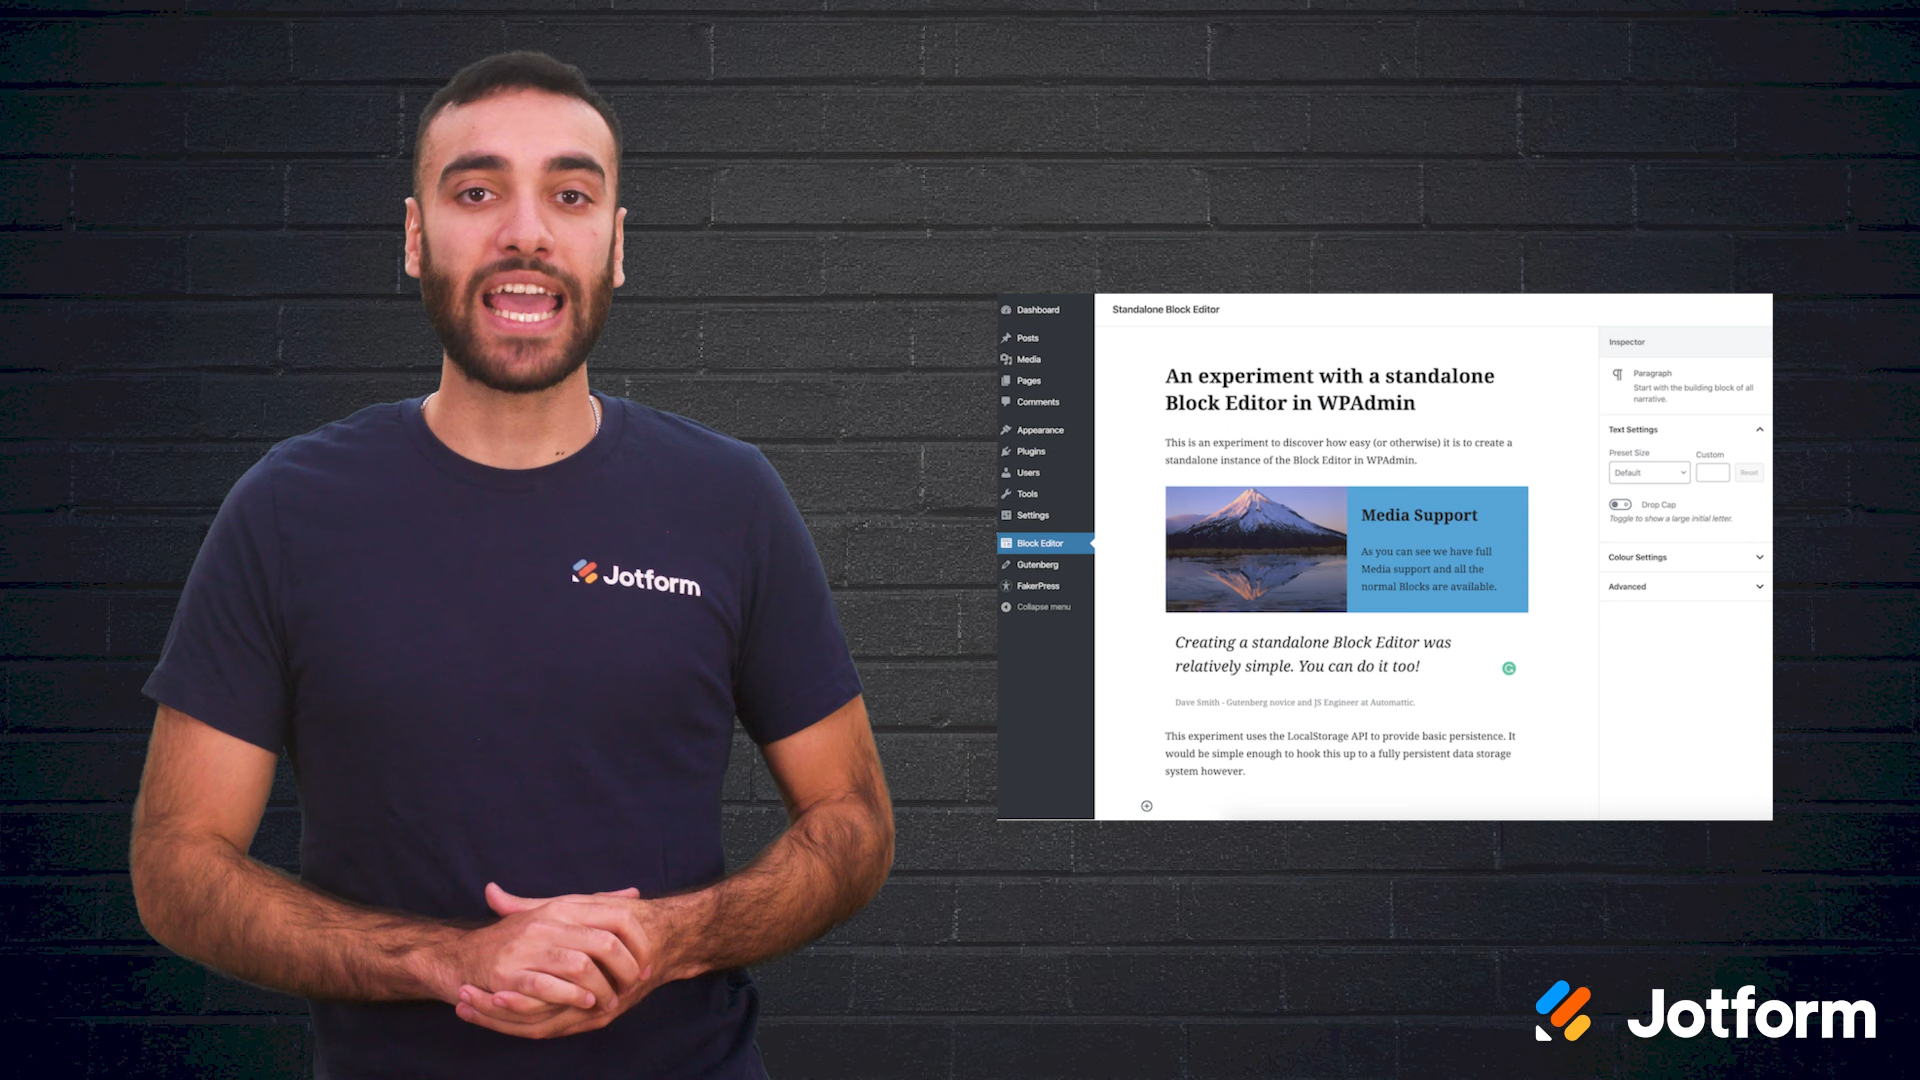 Jotform
Dashboard
Posts
Media
Pages
Comments
Appearance
Plugins
Users
Tools
Settings
Block Editor
Gutenberg
FakerPress
Collapse menu
Standalone Block Editor
An experiment with a standalone
Block Editor in WPAdmin
This is an experiment to discover how easy (or otherwise) it is to create a
standalone instance of the Block Editor in WPAdmin.
Media Support
As you can see we have full
Media support and all the
normal Blocks are available.
Creating a standalone Block Editor was
relatively simple. You can do it too!
Dave Smith - Gutenberg novice and JS Engineer at Automattic.
This experiment uses the LocalStorage API to provide basic persistence. It
would be simple enough to hook this up to a fully persistent data storage
system however.
Inspector
Paragraph
Start with the building block of all
narrative.
Text Settings
Preset Size
Custom
Default
Reset
Drop Cap
Toggle to show a large initial letter.
Colour Settings
Advanced
Jotform